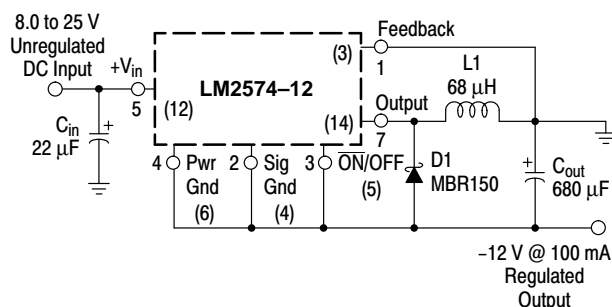 8.0 to 25 V
Unregulated
DC Input
+Vin
5
(12)
Cin
22 µF
+
LM2574–12
(3)
Feedback
1
(14)
Output
7
L1
68 µH
4
Pwr
Gnd
(6)
2
Sig
Gnd
(4)
3
ON/OFF
(5)
D1
MBR150
+
Cout
680 µF
–12 V @ 100 mA
Regulated
Output